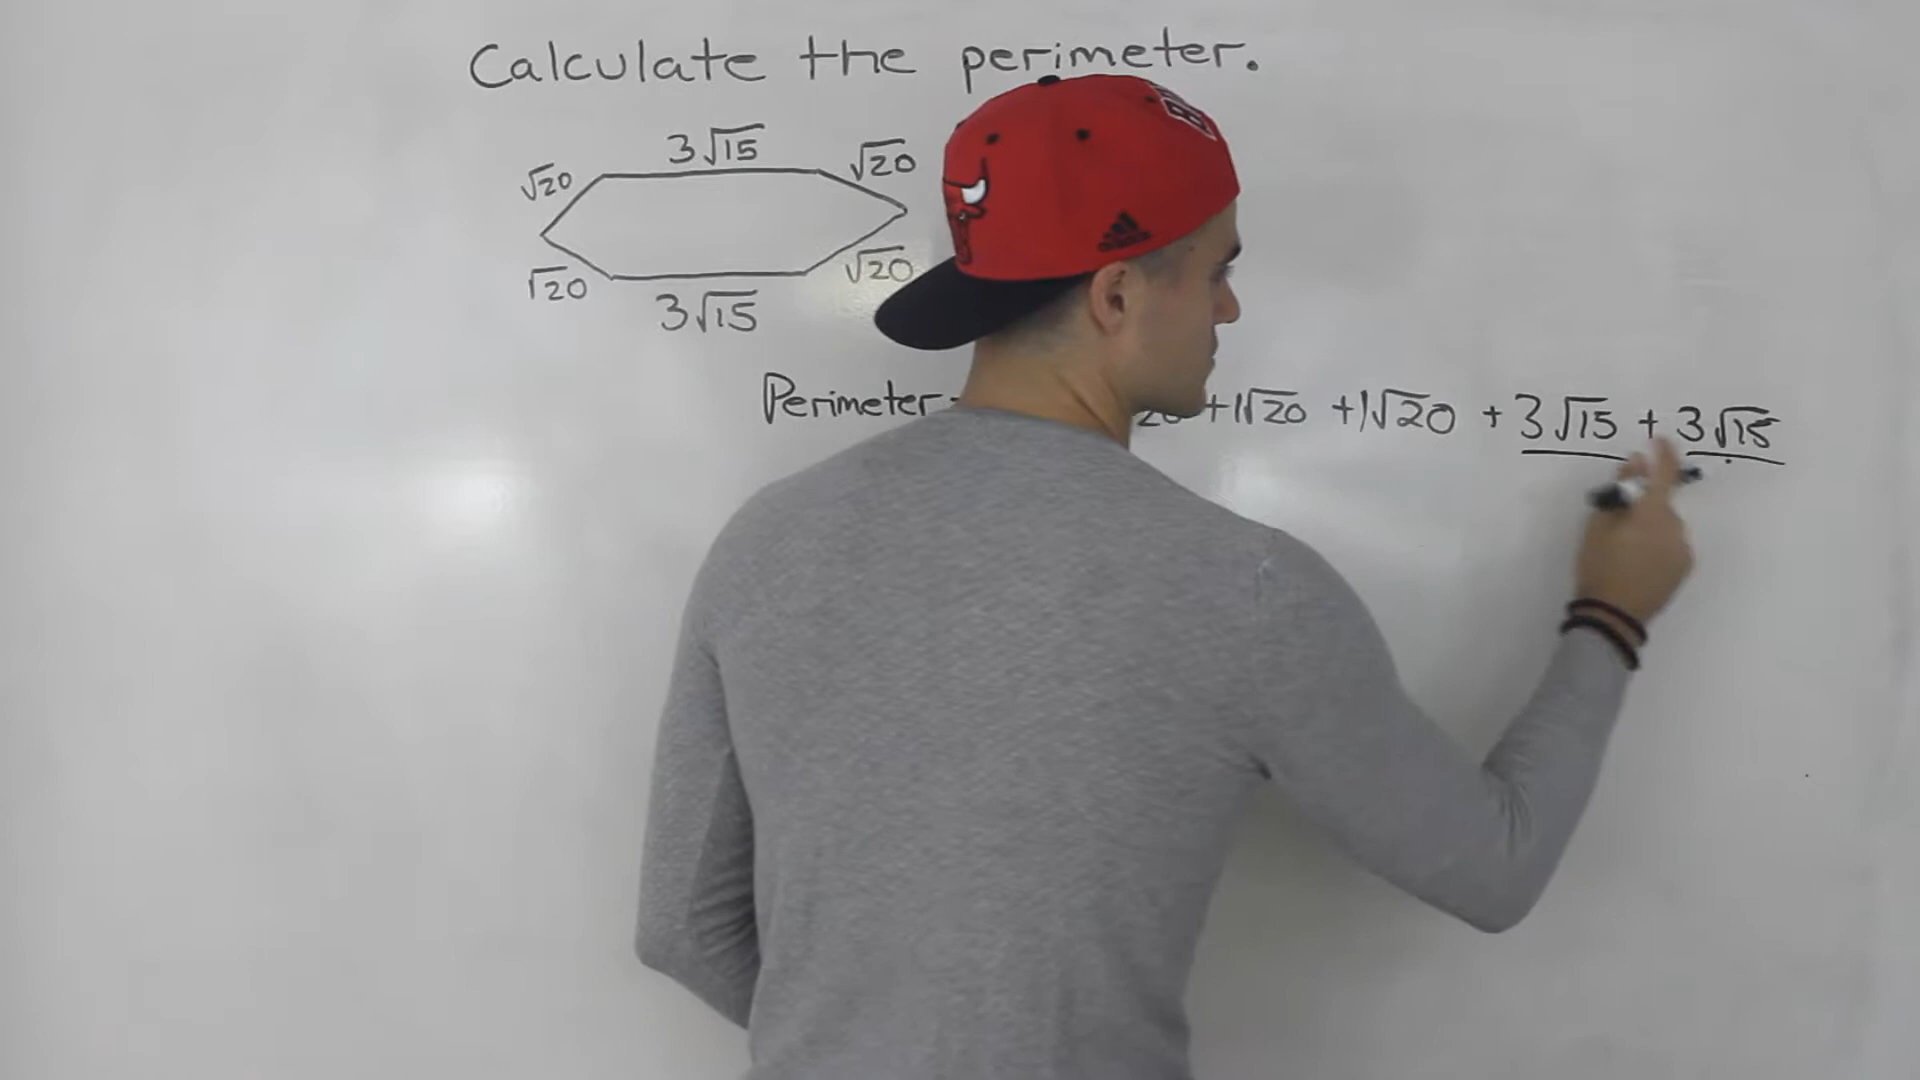 Calculate the perimeter.
3√15
√20 √20
√20 √20
3√15
Perimeter 20 +1√20 +1√20 + 3√15 + 3√15